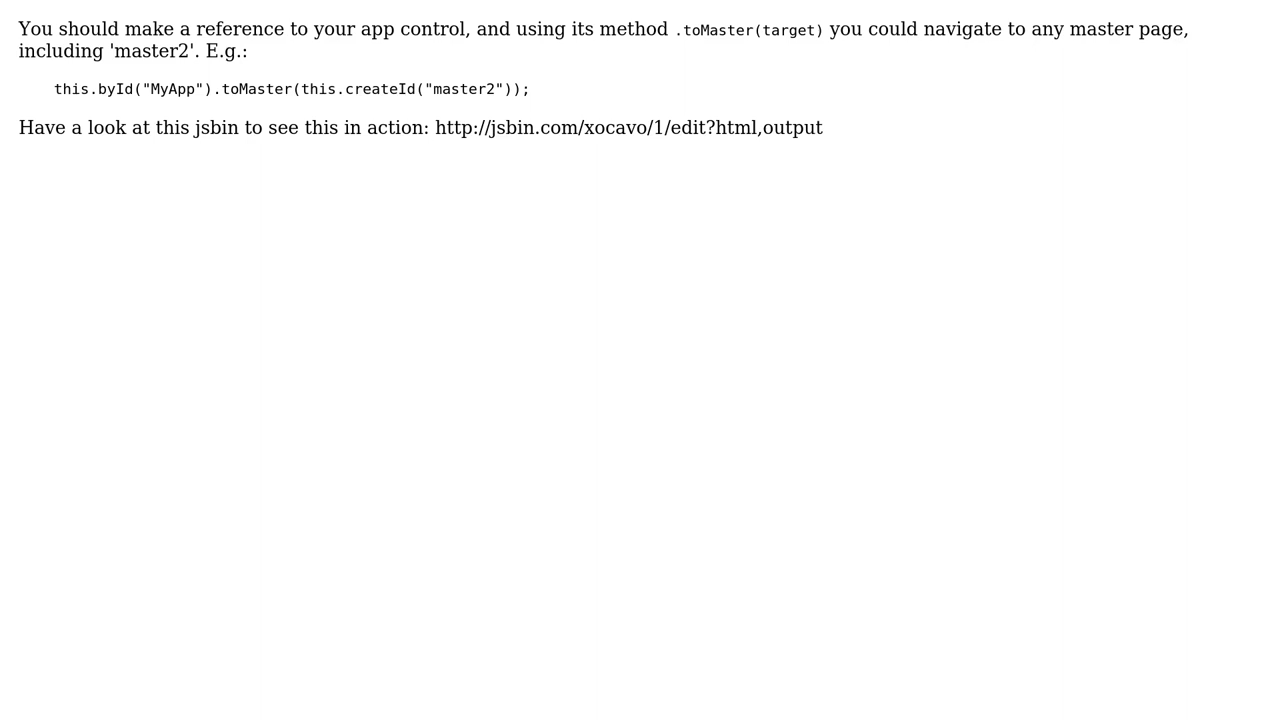 You should make a reference to your app control, and using its method .toMaster(target) you could navigate to any master page,
including 'master2'. E.g.:
this.byId("MyApp").toMaster(this.createId("master2"));
Have a look at this jsbin to see this in action: http://jsbin.com/xocavo/1/edit?html,output